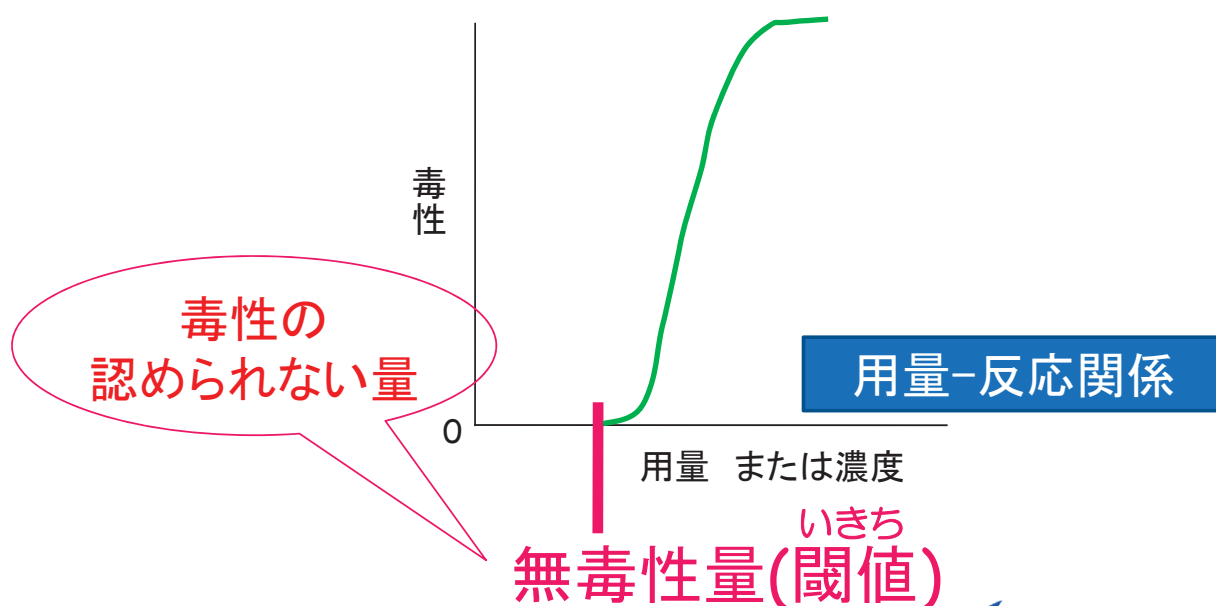 毒
性
毒性の
認められない量
用量−反応関係
0
用量　または濃度
いきち
無毒性量(閾値)